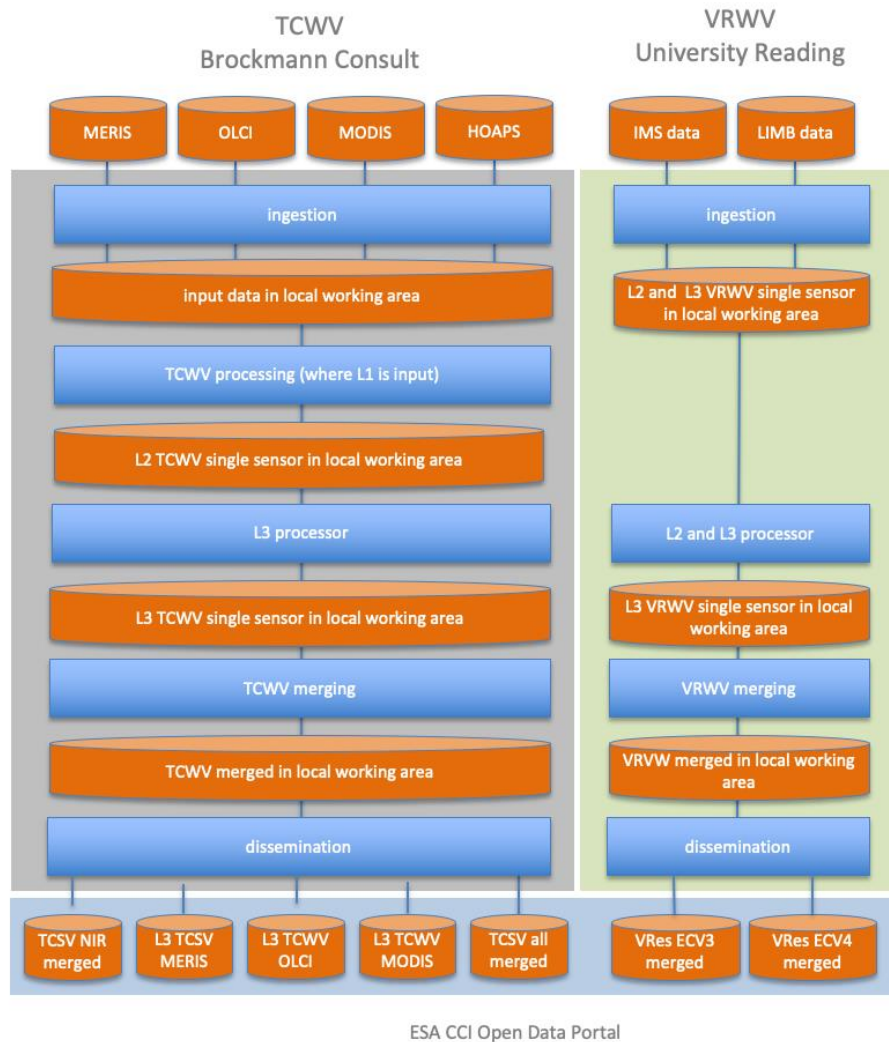 TCWV
Brockmann Consult
VRWV
University Reading
MERIS
OLCI
MODIS
HOAPS
IMS data
LIMB data
ingestion
ingestion
input data in local working area
L2 and L3 VRWV single sensor
in local working area
TCWV processing (where L1 is input)
L2 TCWV single sensor in local working area
L3 processor
L2 and L3 processor
L3 TCWV single sensor in local working area
L3 VRWV single sensor in local
working area
TCWV merging
VRWV merging
TCWV merged in local working area
VRVW merged in local working
area
dissemination
dissemination
TCSV NIR
merged
L3 TCSV
MERIS
L3 TCWV
OLCI
L3 TCWV
MODIS
TCSV all
merged
VRes ECV3
merged
VRes ECV4
merged
ESA CCI Open Data Portal